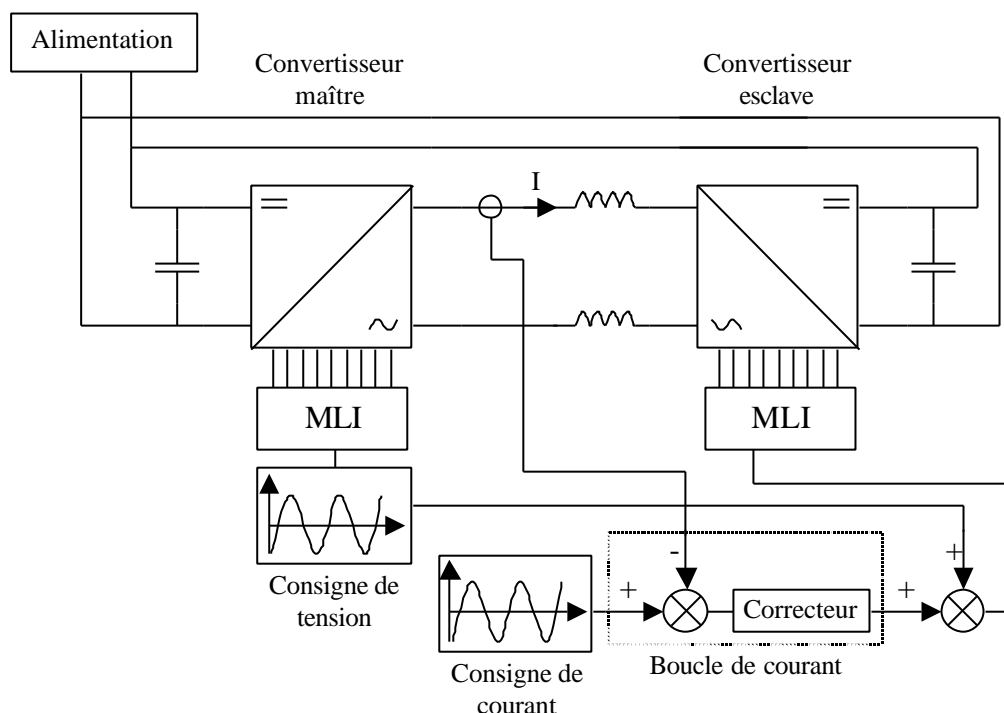 Alimentation
Convertisseur
maître
Convertisseur
esclave
I
MLI
MLI
Consigne de
tension
-
+
+
+
Correcteur
Boucle de courant
Consigne de
courant